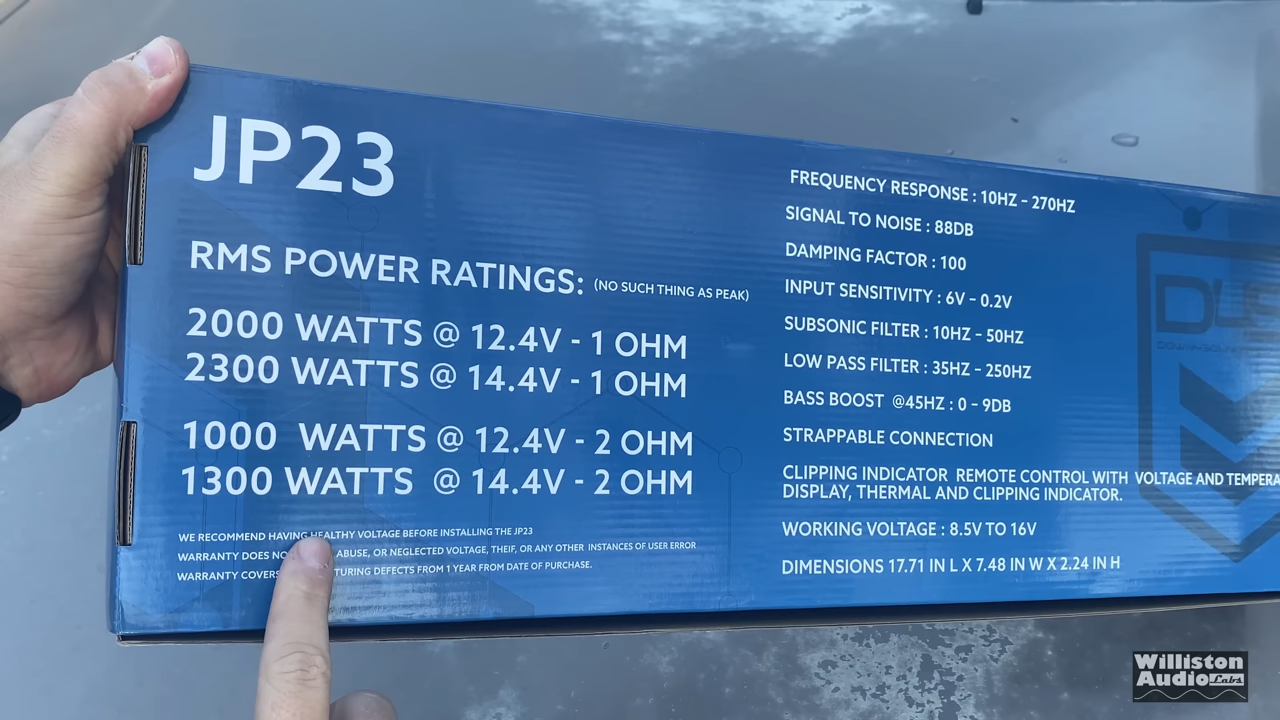 JP23
RMS POWER RATINGS: (NO SUCH THING AS PEAK)
2000 WATTS @ 12.4V - 1 OHM
2300 WATTS @ 14.4V - 1 OHM
1000 WATTS @ 12.4V - 2 OHM
1300 WATTS @ 14.4V - 2 OHM
WE RECOMMEND HAVING HEALTHY VOLTAGE BEFORE INSTALLING THE JP23
WARRANTY DOES ABUSE, OR NEGLECTED VOLTAGE, THEIF, OR ANY OTHER INSTANCES OF USER ERROR
WARRANTY COVERS DEFECTS FROM 1 YEAR FROM DATE OF PURCHASE.
FREQUENCY RESPONSE : 10HZ - 270HZ
SIGNAL TO NOISE : 88DB
DAMPING FACTOR : 100
INPUT SENSITIVITY : 6V - 0.2V
SUBSONIC FILTER : 10HZ - 50HZ
LOW PASS FILTER : 35HZ - 250HZ
BASS BOOST @45HZ : 0 - 9DB
STRAPPABLE CONNECTION
CLIPPING INDICATOR REMOTE CONTROL WITH VOLTAGE AND
DISPLAY, THERMAL AND CLIPPING INDICATOR.
WORKING VOLTAGE : 8.5V TO 16V
DIMENSIONS 17.71 IN L X 7.48 IN W X 2.24 IN H
Williston
Audio Labs